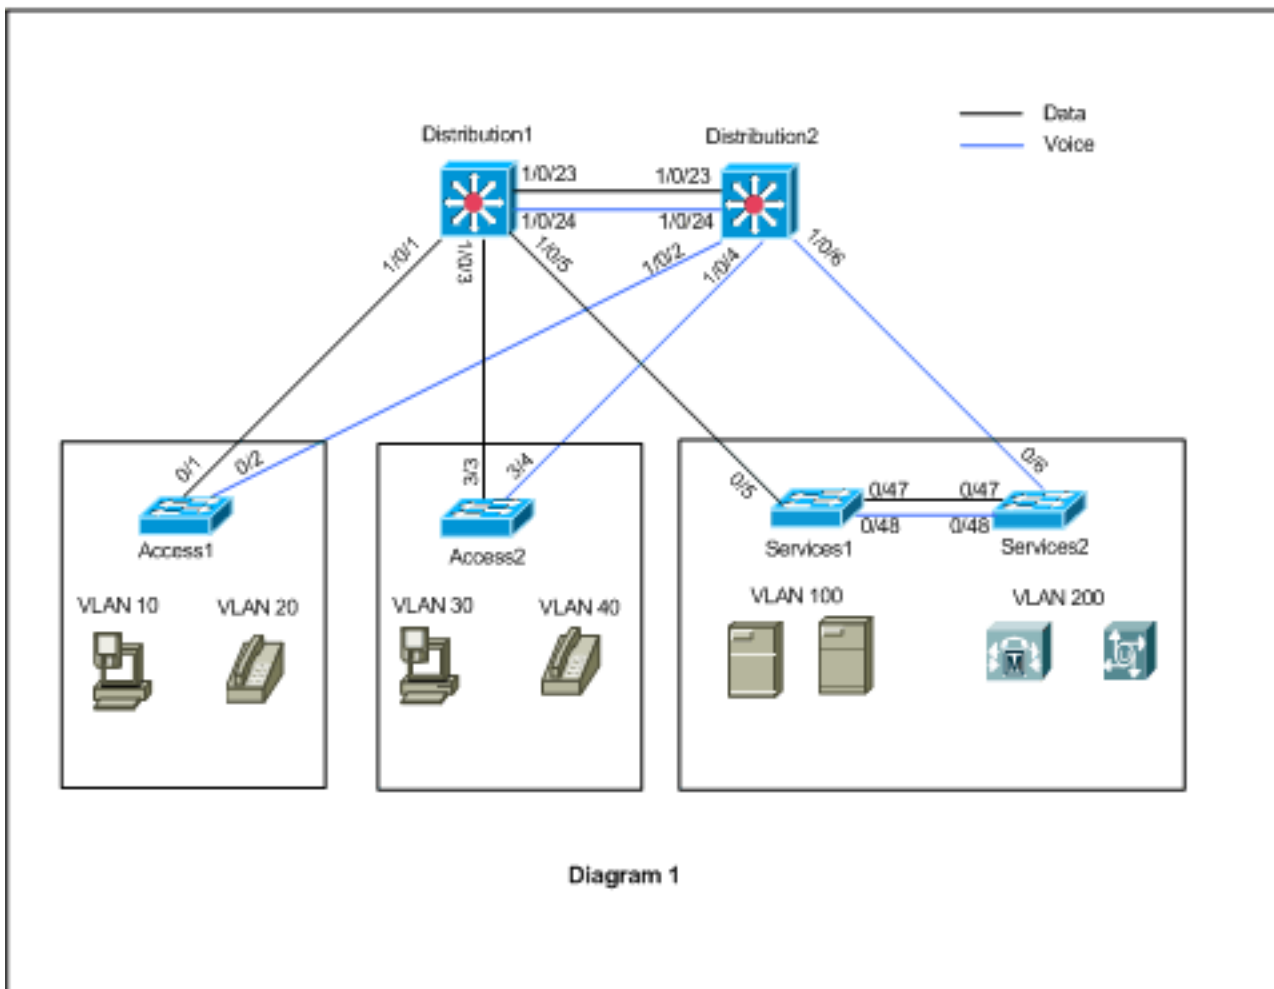 Data
Voice
Distribution1
Distribution2
1/0/23
1/0/23
1/0/24
1/0/24
1/0/1
1/0/3
1/0/5
1/0/2
1/0/4
1/0/6
0/1
0/2
3/3
3/4
0/5
0/6
0/47
0/47
0/48
0/48
Access1
Access2
Services1
Services2
VLAN 10
VLAN 20
VLAN 30
VLAN 40
VLAN 100
VLAN 200
M
U
Diagram 1